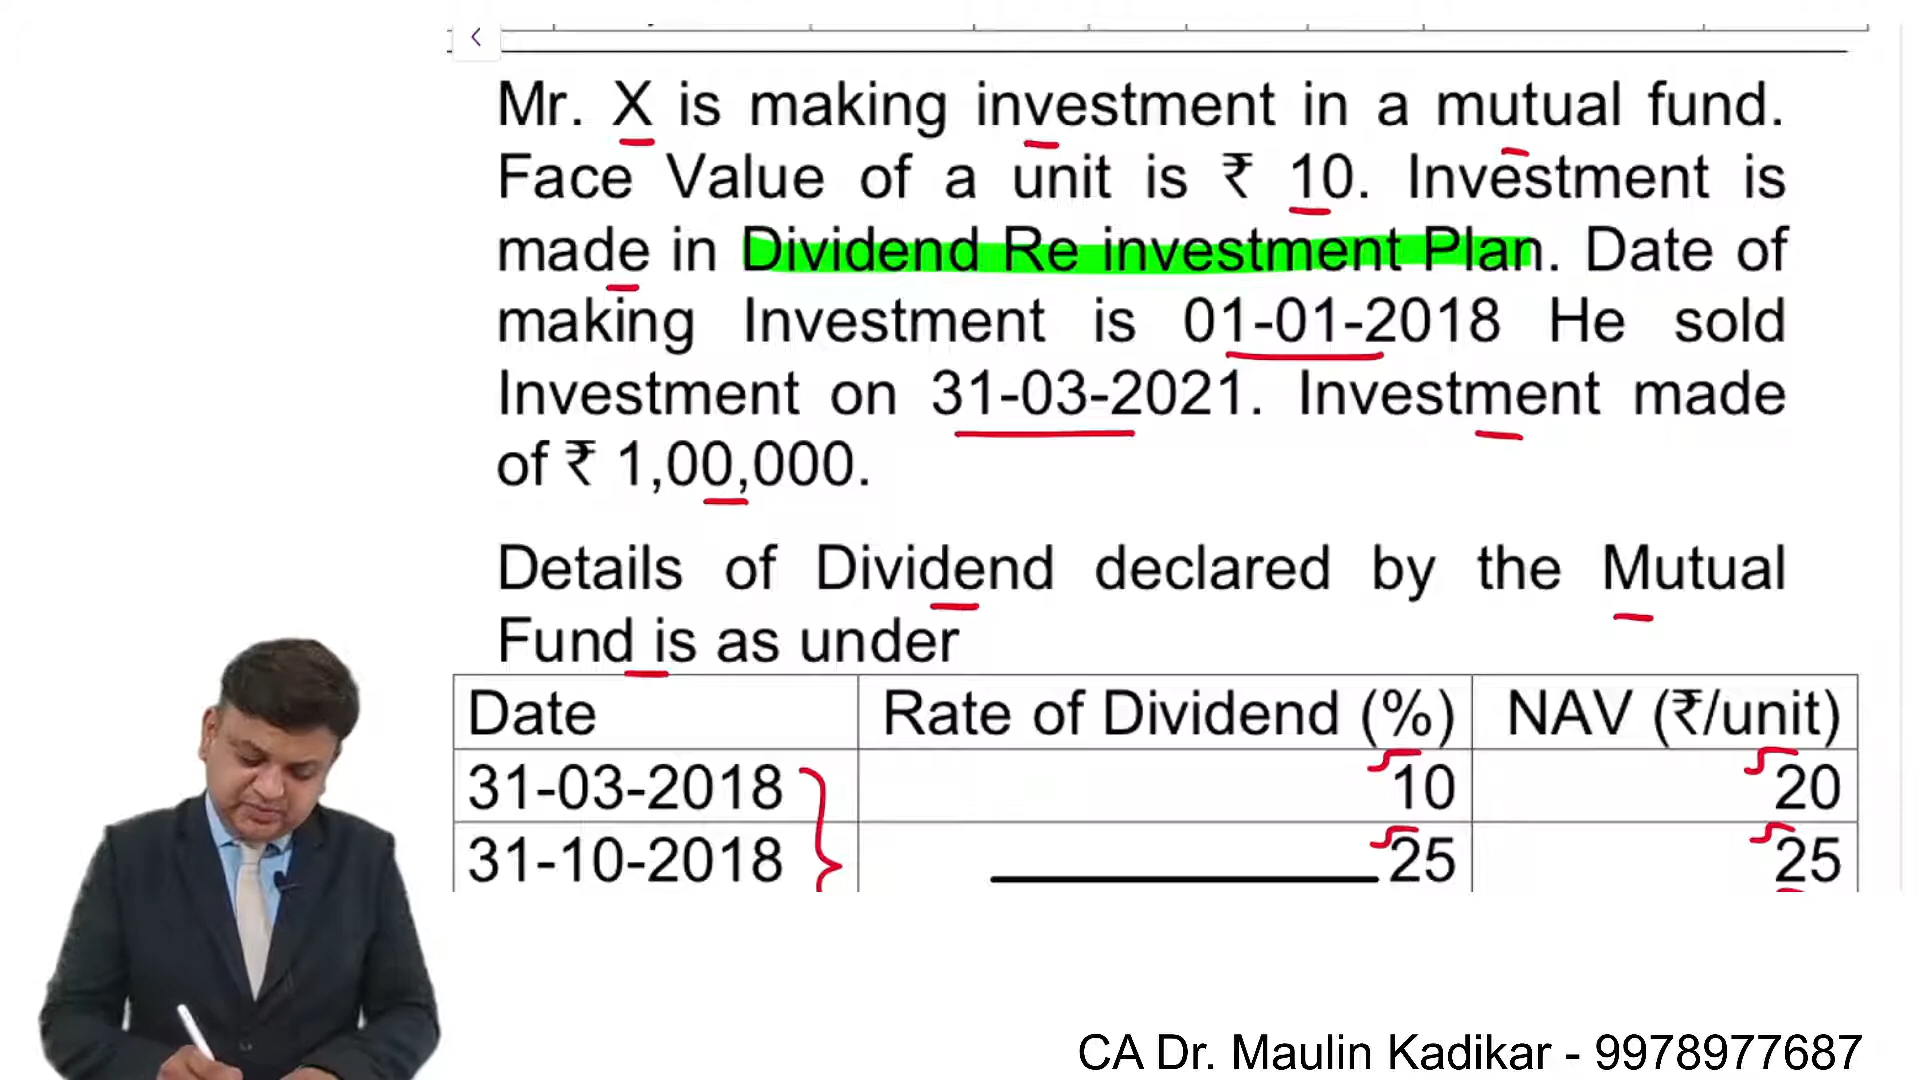 Mr. X is making investment in a mutual fund.
Face Value of a unit is ₹ 10. Investment is
made in Dividend Re investment Plan. Date of
making Investment is 01-01-2018 He sold
Investment on 31-03-2021. Investment made
of ₹ 1,00,000.
Details of Dividend declared by the Mutual
Fund is as under
Date Rate of Dividend (%) NAV (₹/unit)
31-03-2018 10 20
31-10-2018 25 25
CA Dr. Maulin Kadikar - 9978977687